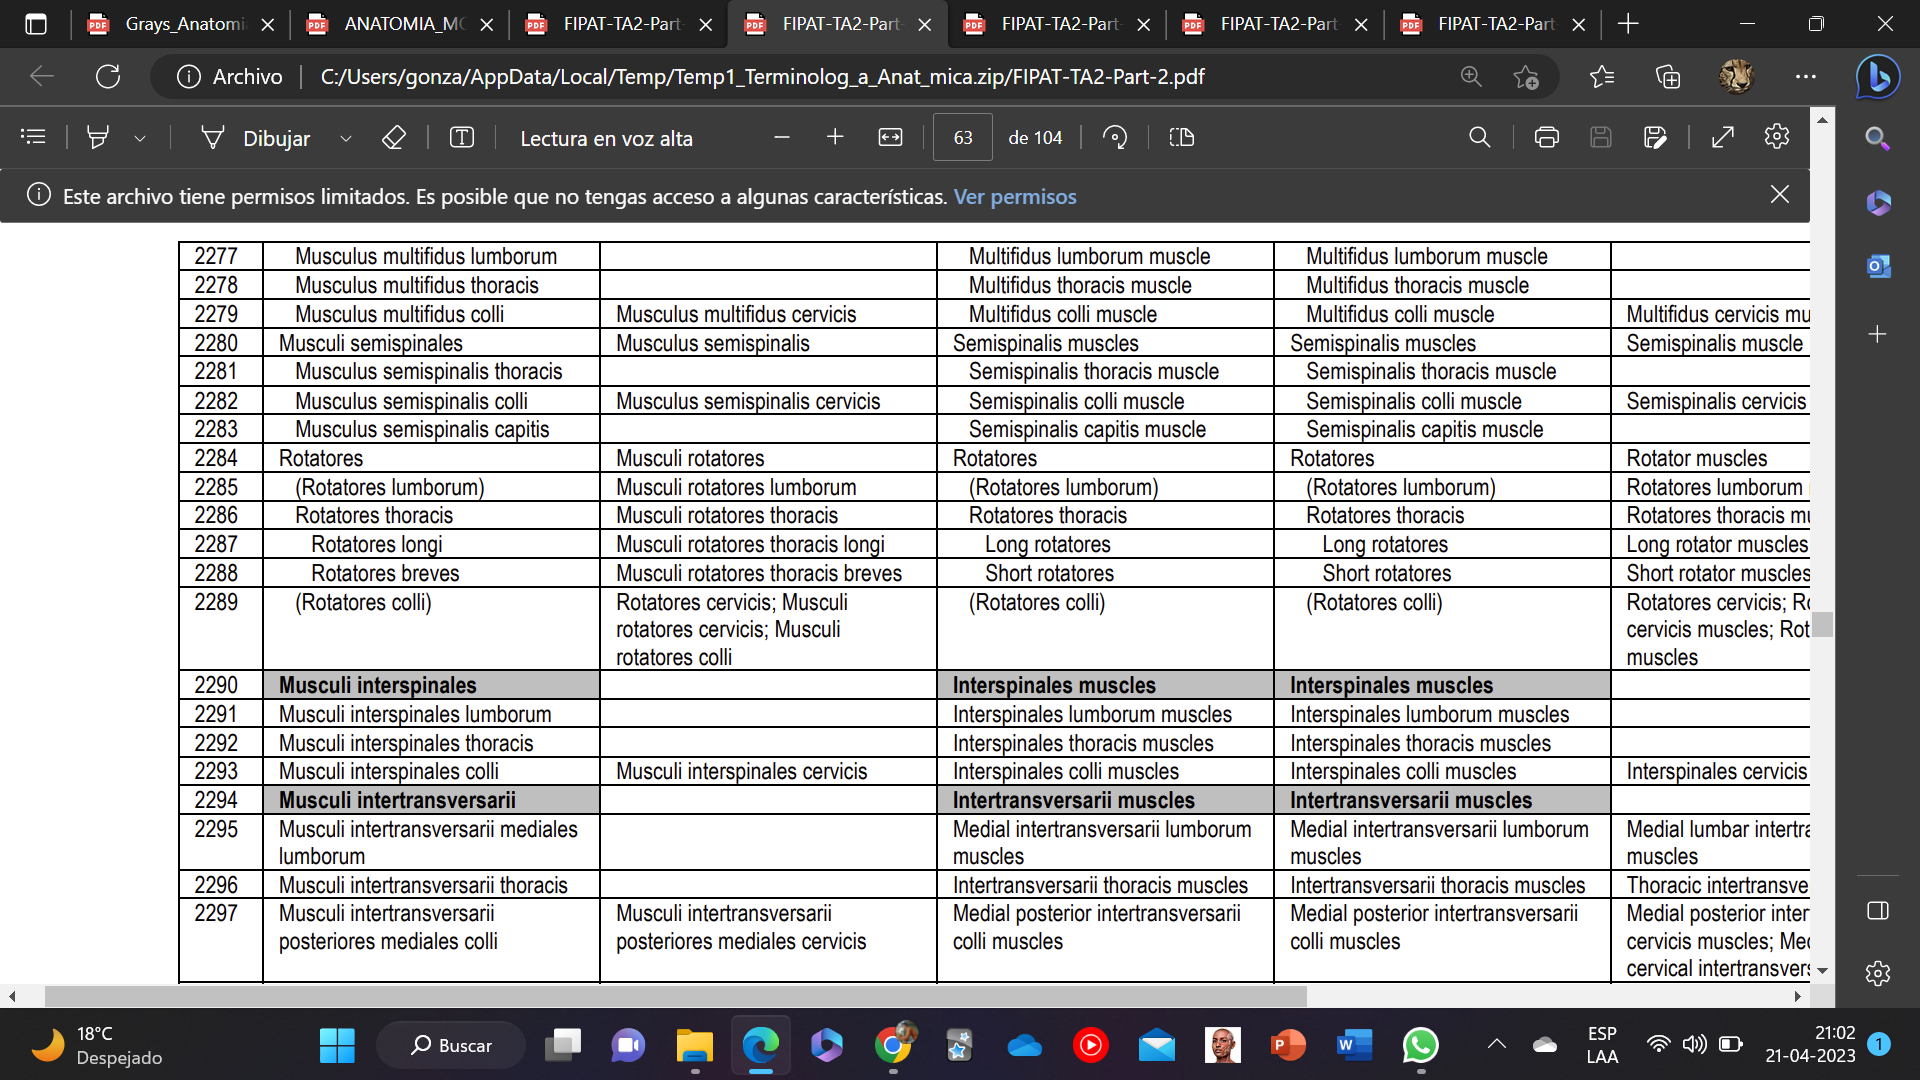 Grays_Anatomi
ANATOMIA_MO
FIPAT-TA2-Part-
FIPAT-TA2-Part-
FIPAT-TA2-Part-
FIPAT-TA2-Part
FIPAT-TA2-Part
Archivo C:/Users/gonza/AppData/Local/Temp/Temp1_Terminolog_a_Anat_mica.zip/FIPAT-TA2-Part-2.pdf
Dibujar Lectura en voz alta 63 de 104
Este archivo tiene permisos limitados. Es posible que no tengas acceso a algunas características. Ver permisos
2277 Musculus multifidus lumborum Multifidus lumborum muscle Multifidus lumborum muscle
2278 Musculus multifidus thoracis Multifidus thoracis muscle Multifidus thoracis muscle
2279 Musculus multifidus colli Musculus multifidus cervicis Multifidus colli muscle Multifidus colli muscle Multifidus cervicis mu
2280 Musculi semispinales Musculus semispinalis Semispinales muscles Semispinales muscles Semispinalis muscle
2281 Musculus semispinalis thoracis Semispinalis thoracis muscle Semispinalis thoracis muscle
2282 Musculus semispinalis colli Musculus semispinalis cervicis Semispinalis colli muscle Semispinalis colli muscle Semispinalis cervicis
2283 Musculus semispinalis capitis Semispinalis capitis muscle Semispinalis capitis muscle
2284 Rotatores Musculi rotatores Rotatores Rotatores Rotator muscles
2285 (Rotatores lumborum) Musculi rotatores lumborum (Rotatores lumborum) (Rotatores lumborum) Rotatores lumborum
2286 Rotatores thoracis Musculi rotatores thoracis Rotatores thoracis Rotatores thoracis Rotatores thoracis mu
2287 Rotatores longi Musculi rotatores thoracis longi Long rotatores Long rotatores Long rotator muscles
2288 Rotatores breves Musculi rotatores thoracis breves Short rotatores Short rotatores Short rotator muscles
2289 (Rotatores colli) Rotatores cervicis; Musculi (Rotatores colli) (Rotatores colli) Rotatores cervicis; Ro
rotatores cervicis; Musculi cervicis muscles; Rot
rotatores colli muscles
2290 Musculi interspinales Interspinales muscles Interspinales muscles
2291 Musculi interspinales lumborum Interspinales lumborum muscles Interspinales lumborum muscles
2292 Musculi interspinales thoracis Interspinales thoracis muscles Interspinales thoracis muscles
2293 Musculi interspinales colli Musculi interspinales cervicis Interspinales colli muscles Interspinales colli muscles Interspinales cervicis
2294 Musculi intertransversarii Intertransversarii muscles Intertransversarii muscles
2295 Musculi intertransversarii mediales Medial intertransversarii lumborum Medial intertransversarii lumborum Medial lumbar intertra
lumborum muscles muscles muscles
2296 Musculi intertransversarii thoracis Intertransversarii thoracis muscles Intertransversarii thoracis muscles Thoracic intertransve
2297 Musculi intertransversarii Musculi intertransversarii Medial posterior intertransversarii Medial posterior intertransversarii Medial posterior inter
posteriores mediales colli posteriores mediales cervicis colli muscles colli muscles cervicis muscles; Med
cervical intertransvers
18°C
Despejado
Buscar
ESP
LAA
21:02
21-04-2023
1